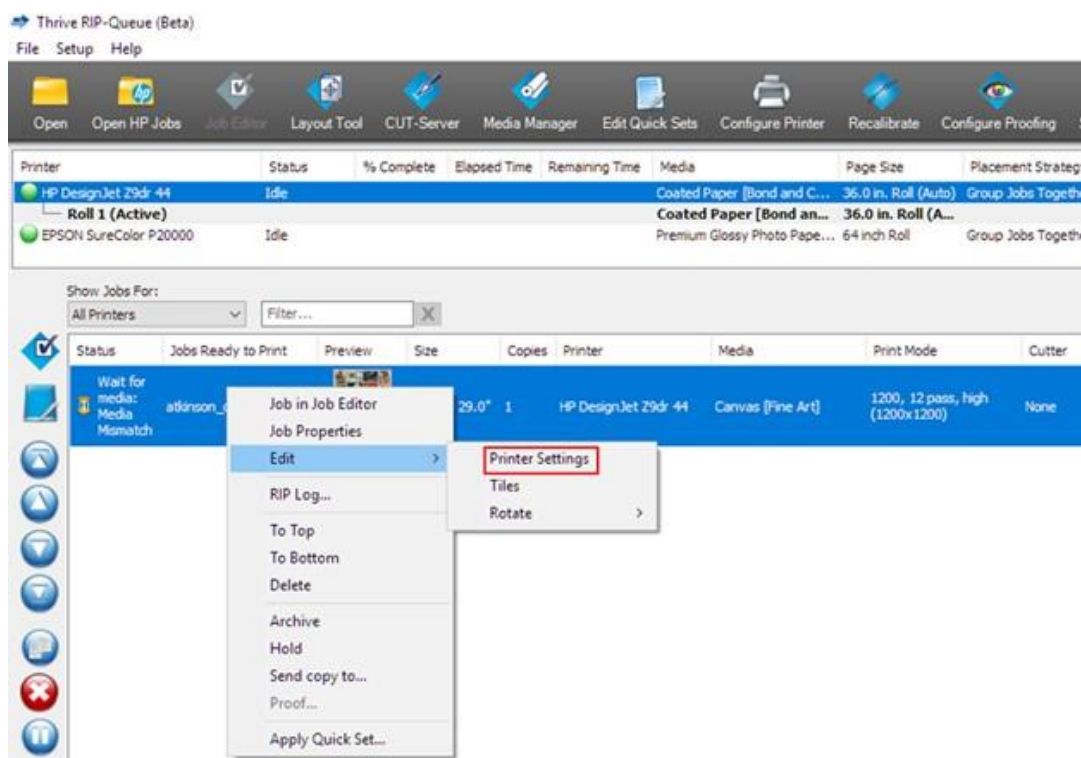 Thrive RIP-Queue (Beta)
File Setup Help
hp
Open Open HP Jobs Job Editor Layout Tool CUT-Server Media Manager Edit Quick Sets Configure Printer Recalibrate Configure Proofing
Printer Status % Complete Elapsed Time Remaining Time Media Page Size Placement Strateg
HP DesignJet Z9dr 44 Idle Coated Paper [Bond and C... 36.0 in. Roll (Auto) Group Jobs Togeth
Roll 1 (Active) Coated Paper [Bond an... 36.0 in. Roll (A...
EPSON SureColor P20000 Idle Premium Glossy Photo Pape... 64 inch Roll Group Jobs Togeth
Show Jobs For:
All Printers Filter... X
Status Jobs Ready to Print Preview Size Copies Printer Media Print Mode Cutter
Wait for
media:
Media
Mismatch
atkinson_ 29.0" 1 HP DesignJet Z9dr 44 Canvas [Fine Art] 1200, 12 pass, high
(1200x1200) None
Job in Job Editor
Job Properties
Edit >
Printer Settings
Tiles
Rotate >
RIP Log...
To Top
To Bottom
Delete
Archive
Hold
Send copy to...
Proof...
Apply Quick Set...